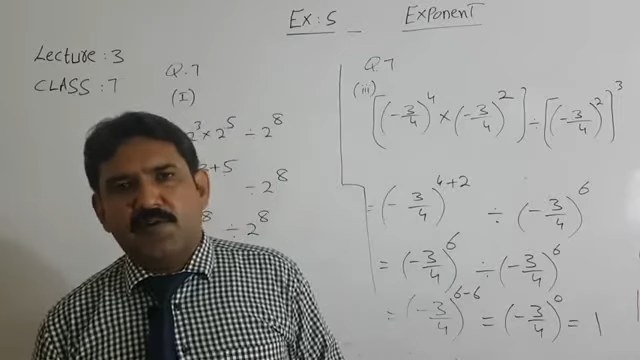 Ex: 5 Exponent
Lecture: 3
CLASS: 7
Q.7
(I)
2³ × 2⁵ ÷ 2⁸
+5 ÷ 2⁸
⁸ ÷ 2⁸
Q.7
(iii) [(-3/4)⁴ × (-3/4)²] ÷ [(-3/4)²]³
= (-3/4)⁴⁺² ÷ (-3/4)⁶
= (-3/4)⁶ ÷ (-3/4)⁶
= (-3/4)⁶⁻⁶ = (-3/4)⁰ = 1